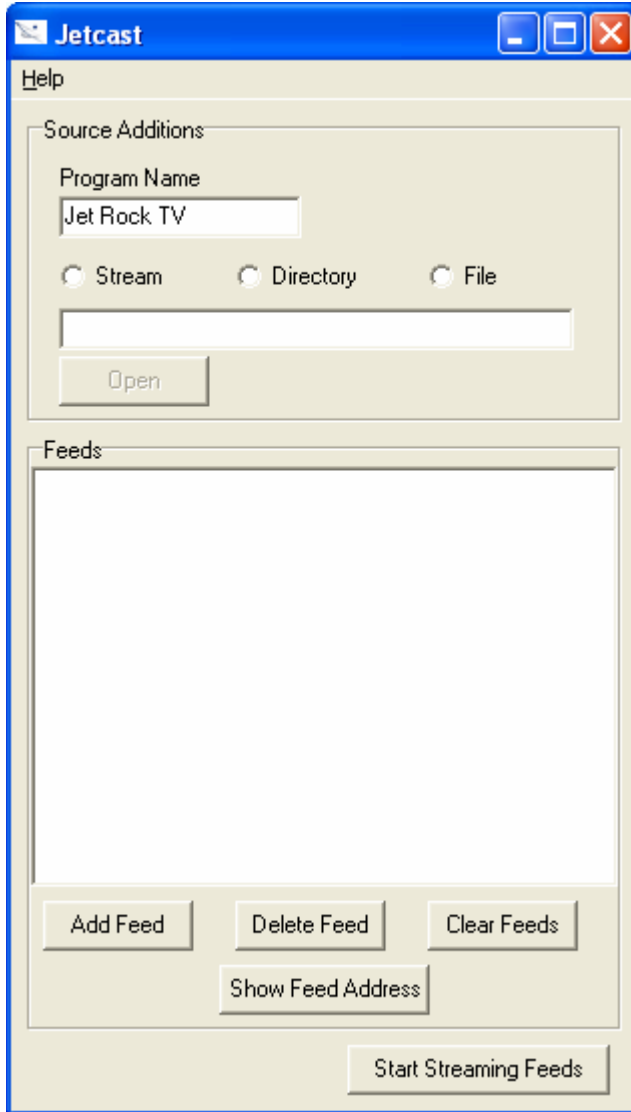 Jetcast
Help
Source Additions
Program Name
Jet Rock TV
Stream Directory File
Open
Feeds
Add Feed Delete Feed Clear Feeds
Show Feed Address
Start Streaming Feeds